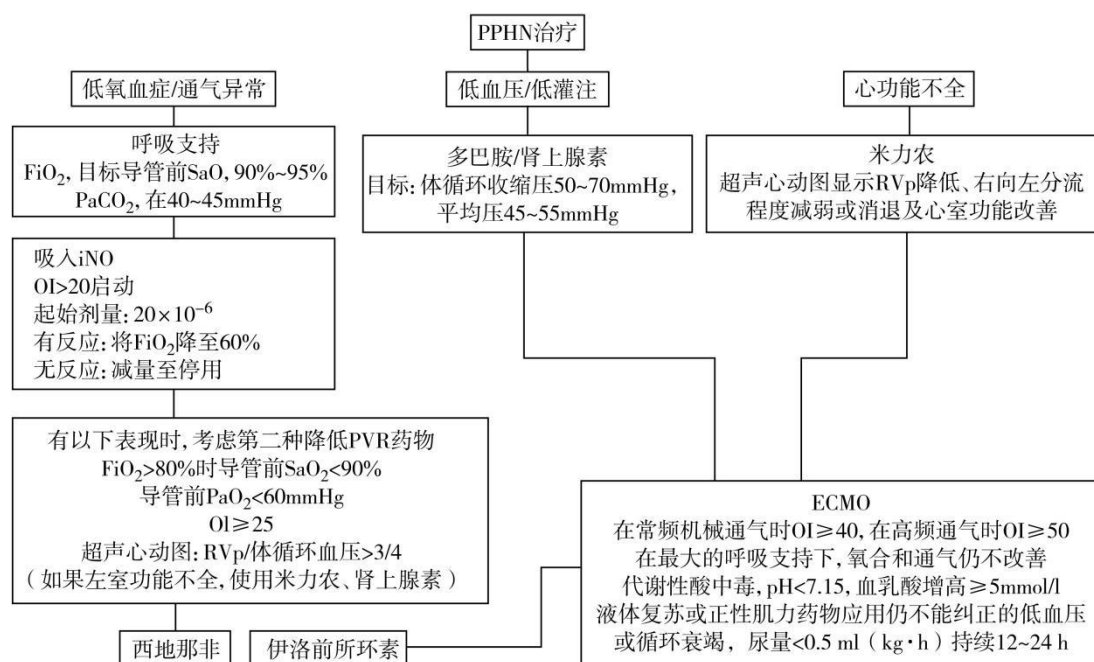 PPHN治疗
低氧血症/通气异常
呼吸支持
FiO₂, 目标导管前SaO, 90%~95%
PaCO₂, 在40~45mmHg
吸入iNO
OI>20启动
起始剂量: 20×10⁻⁶
有反应: 将FiO₂降至60%
无反应: 减量至停用
有以下表现时, 考虑第二种降低PVR药物
FiO₂>80%时导管前SaO₂<90%
导管前PaO₂<60mmHg
Ol≥25
超声心动图: RVp/体循环血压>3/4
（如果左室功能不全, 使用米力农、肾上腺素）
西地那非
伊洛前所环素
低血压/低灌注
多巴胺/肾上腺素
目标: 体循环收缩压50~70mmHg,
平均压45~55mmHg
心功能不全
米力农
超声心动图显示RVp降低、右向左分流
程度减弱或消退及心室功能改善
ECMO
在常频机械通气时OI≥40, 在高频通气时OI≥50
在最大的呼吸支持下, 氧合和通气仍不改善
代谢性酸中毒, pH<7.15, 血乳酸增高≥5mmol/l
液体复苏或正性肌力药物应用仍不能纠正的低血压
或循环衰竭, 尿量<0.5 ml（kg·h）持续12~24 h